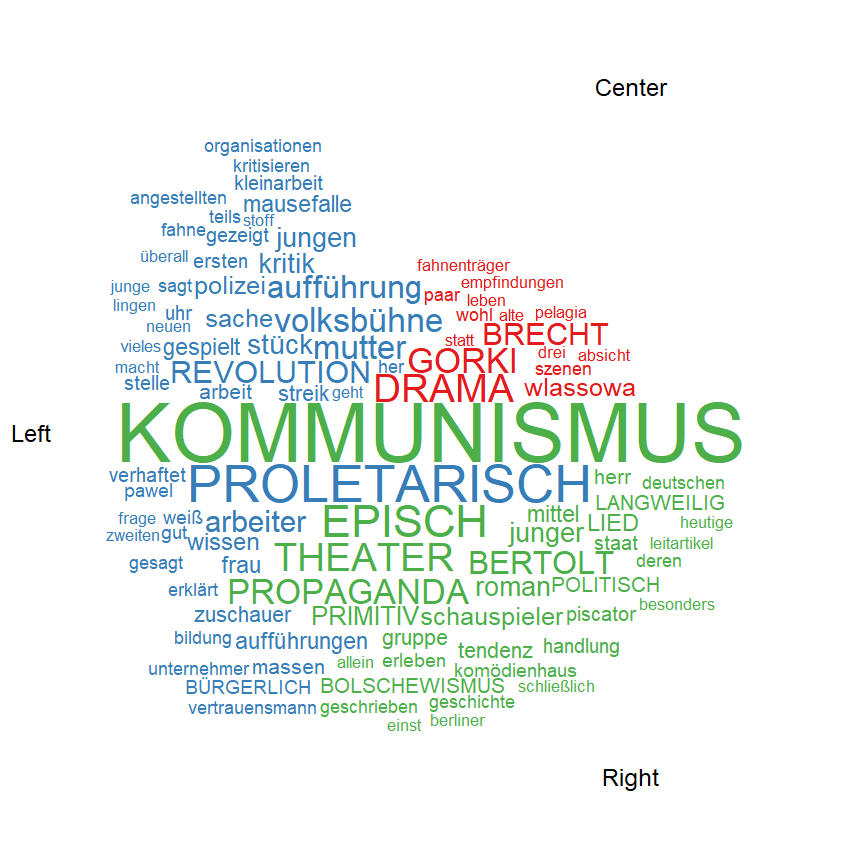 Center
organisationen
kritisieren
kleinarbeit
angestellten mausefalle
teils stoff
fahne gezeigt jungen
überall ersten kritik fahnenträger
junge sagt polizei aufführung paar empfindungen
lingen uhr leben
neuen sache volksbühne wohl alte pelagia
vieles gespielt stück mutter statt BRECHT
macht REVOLUTION her GORKI drei absicht
stelle szenen
arbeit streik geht DRAMA wlassowa
Left KOMMUNISMUS
verhaftet PROLETARISCH herr deutschen
pawel LANGWEILIG
frage weiß arbeiter EPISCH mittel LIED heutige
zweiten gut wissen junger staat leitartikel
gesagt frau THEATER BERTOLT deren
erklärt PROPAGANDA roman POLITISCH
zuschauer PRIMITIV schauspieler piscator besonders
bildung aufführungen gruppe tendenz handlung
unternehmer massen allein erleben komödienhaus
BÜRGERLICH BOLSCHEWISMUS schließlich
vertrauensmann geschrieben geschichte
einst berliner
Right